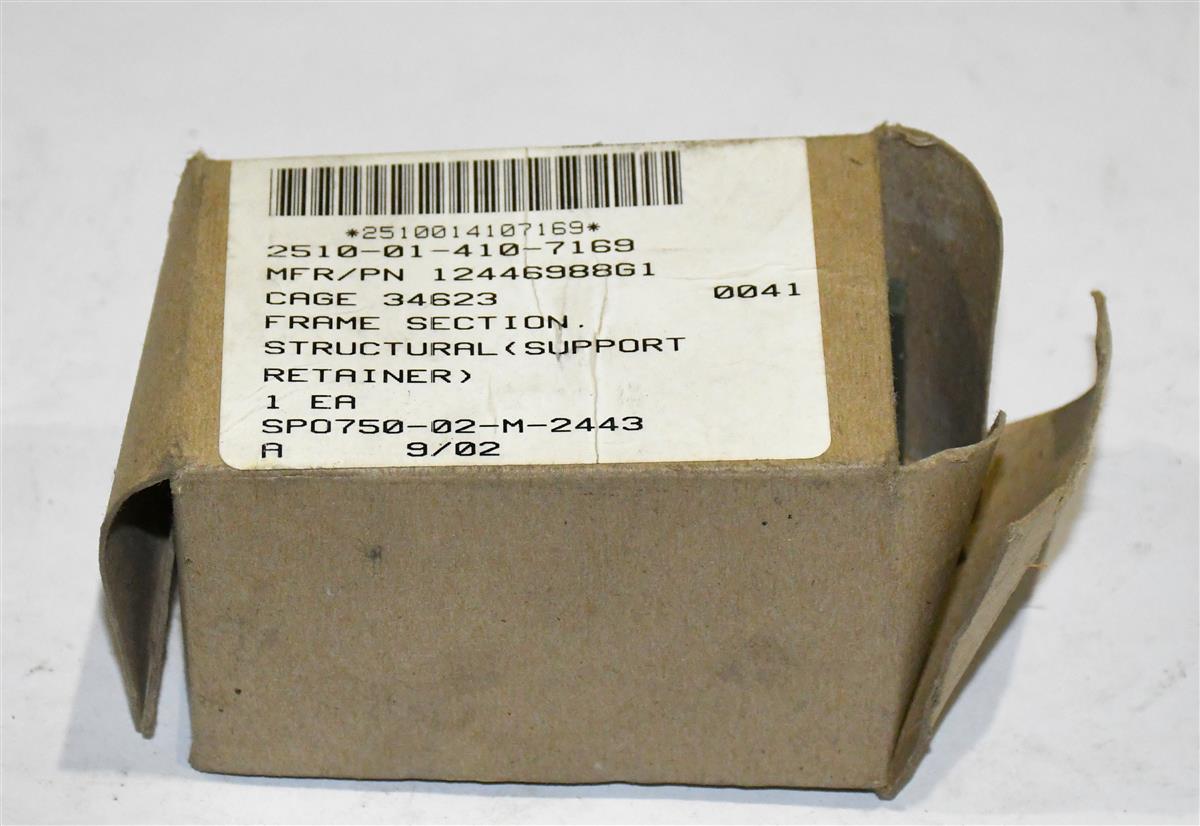 *2510014107169*
2510-01-410-7169
MFR/PN 12446988G1
CAGE 34623 0041
FRAME SECTION.
STRUCTURAL(SUPPORT
RETAINER)
1 EA
SPO750-02-M-2443
A 9/02